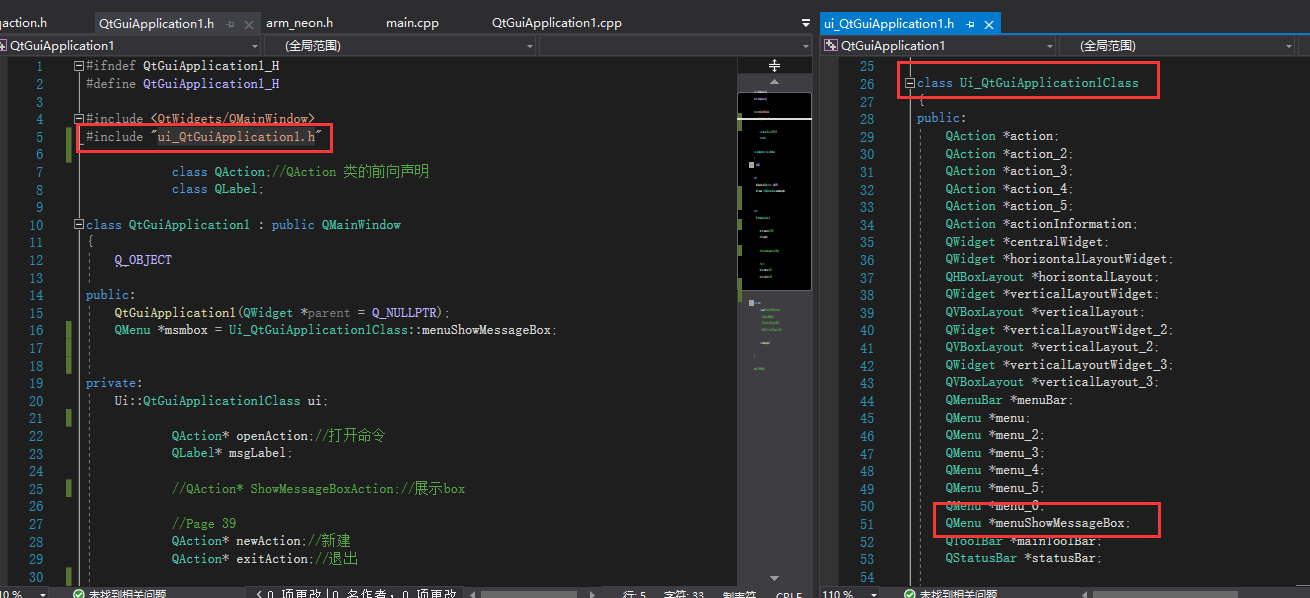 action.h QtGuiApplication1.h arm_neon.h main.cpp QtGuiApplication1.cpp
QtGuiApplication1 (全局范围)
1 #ifndef QtGuiApplication1_H
2 #define QtGuiApplication1_H
3
4 #include <QtWidgets/QMainWindow>
5 #include "ui_QtGuiApplication1.h"
6
7 class QAction;//QAction 类的前向声明
8 class QLabel;
9
10 class QtGuiApplication1 : public QMainWindow
11 {
12 Q_OBJECT
13
14 public:
15 QtGuiApplication1(QWidget *parent = Q_NULLPTR);
16 QMenu *msmbox = Ui_QtGuiApplication1Class::menuShowMessageBox;
17
18
19 private:
20 Ui::QtGuiApplication1Class ui;
21
22 QAction* openAction;//打开命令
23 QLabel* msgLabel;
24
25 //QAction* ShowMessageBoxAction;//展示box
26
27 //Page 39
28 QAction* newAction;//新建
29 QAction* exitAction;//退出
30
未找到相关问题 0 项更改 | 0 名作者, 0 项更改 行: 5 字符: 33 制表符 CRLF
ui_QtGuiApplication1.h
QtGuiApplication1 (全局范围)
25
26 class Ui_QtGuiApplication1Class
27 {
28 public:
29 QAction *action;
30 QAction *action_2;
31 QAction *action_3;
32 QAction *action_4;
33 QAction *action_5;
34 QAction *actionInformation;
35 QWidget *centralWidget;
36 QWidget *horizontalLayoutWidget;
37 QHBoxLayout *horizontalLayout;
38 QWidget *verticalLayoutWidget;
39 QVBoxLayout *verticalLayout;
40 QWidget *verticalLayoutWidget_2;
41 QVBoxLayout *verticalLayout_2;
42 QWidget *verticalLayoutWidget_3;
43 QVBoxLayout *verticalLayout_3;
44 QMenuBar *menuBar;
45 QMenu *menu;
46 QMenu *menu_2;
47 QMenu *menu_3;
48 QMenu *menu_4;
49 QMenu *menu_5;
50 QMenu *menu_6;
51 QMenu *menuShowMessageBox;
52 QToolBar *mainToolBar;
53 QStatusBar *statusBar;
54
110 % 未找到相关问题